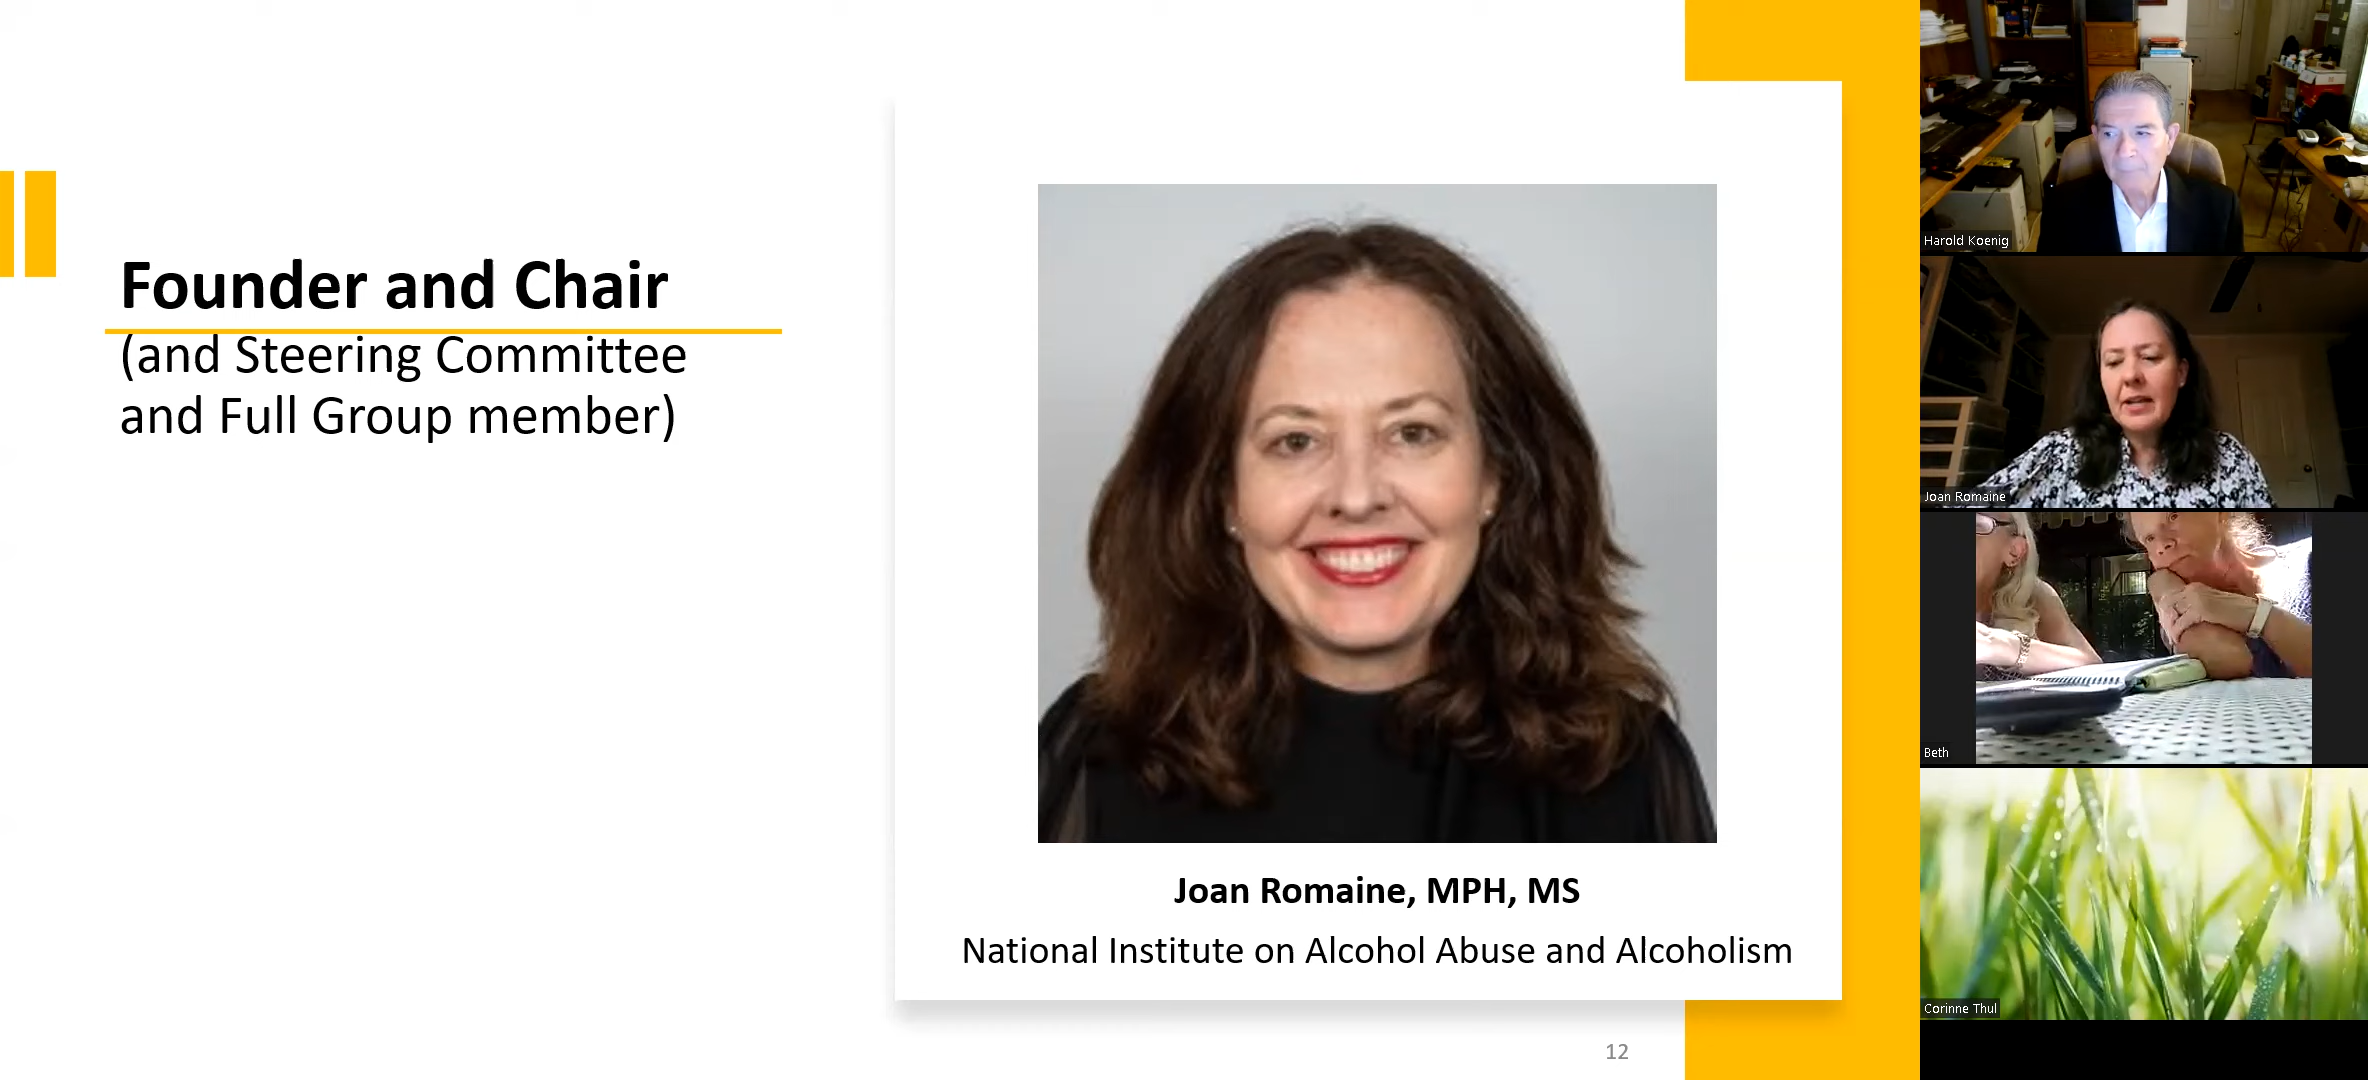 Founder and Chair
(and Steering Committee
and Full Group member)
Joan Romaine, MPH, MS
National Institute on Alcohol Abuse and Alcoholism
12
Harold Koenig
Joan Romaine
Beth
Corinne Thul